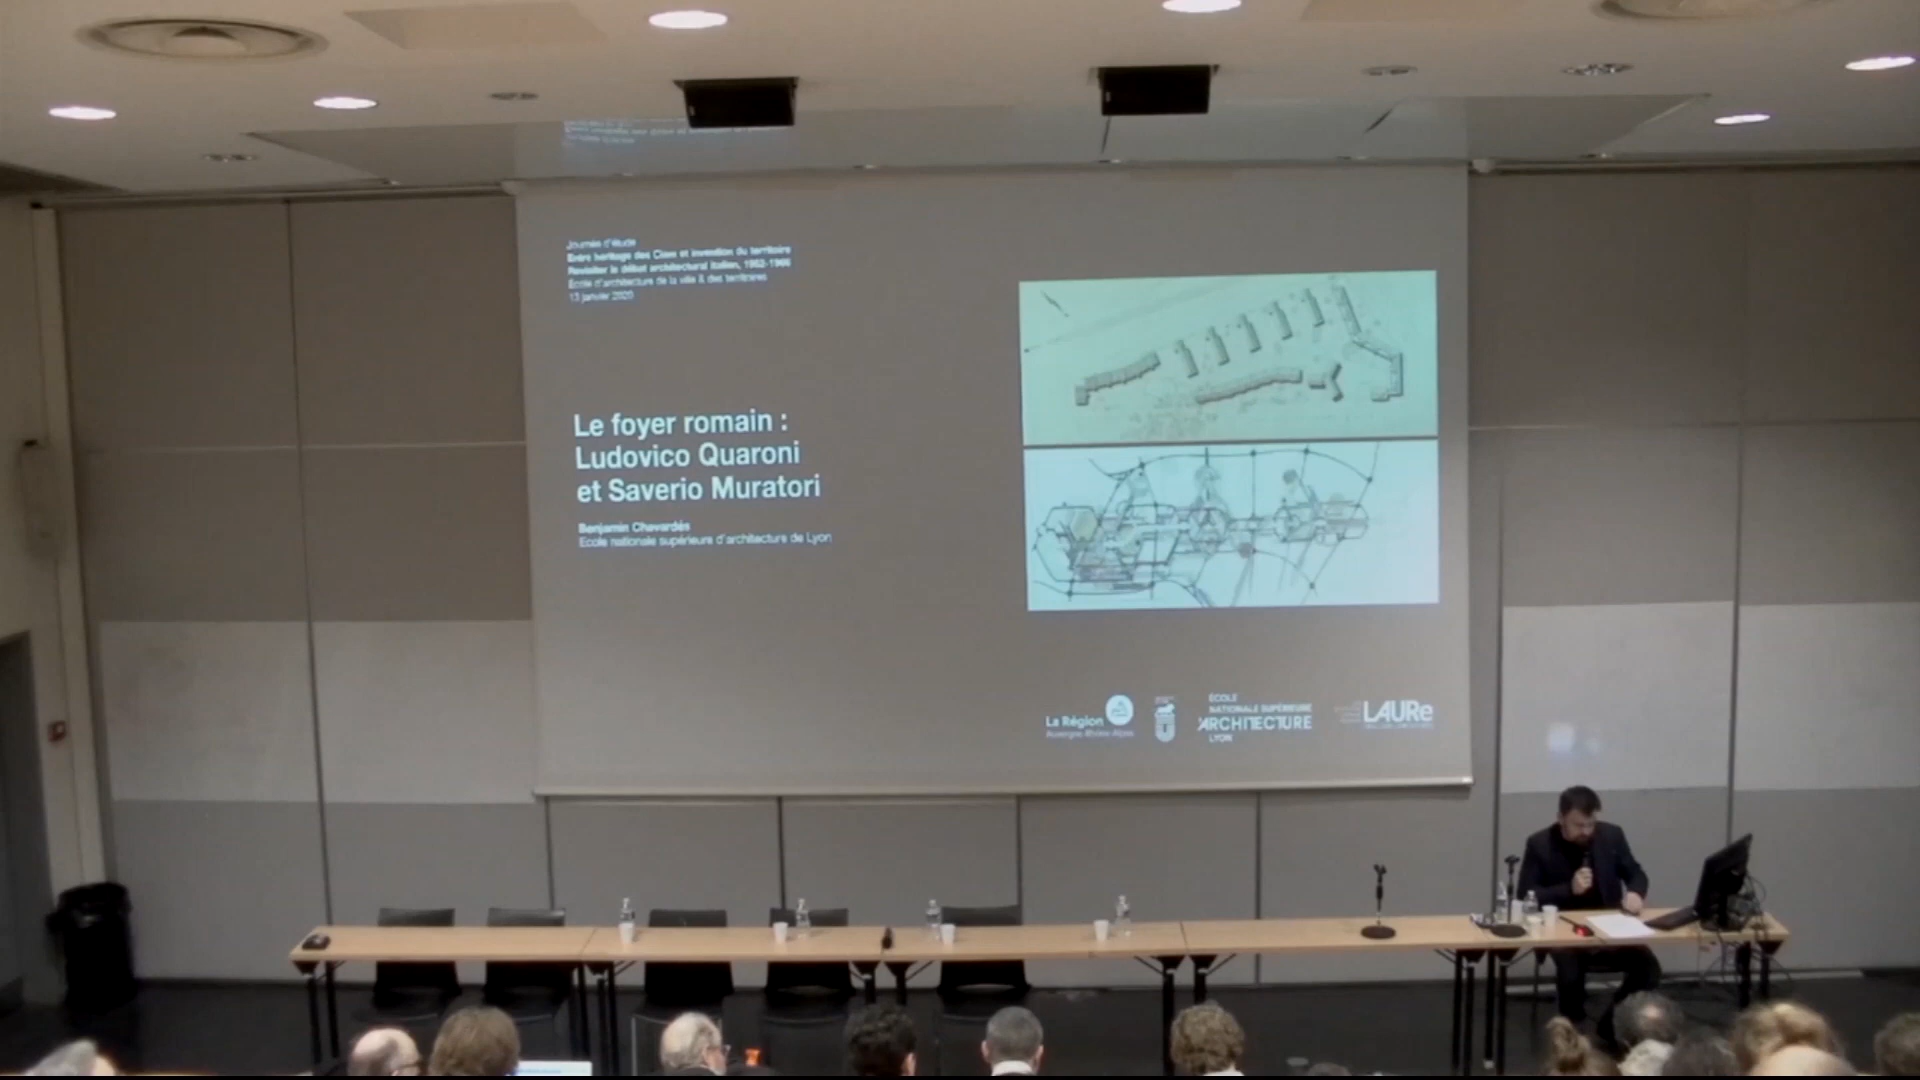 Journée d'étude
Entre héritage des Ciam et invention du territoire
Revisiter le débat architectural italien, 1952-1966
École d'architecture de la ville & des territoires
13 janvier 2020
Le foyer romain :
Ludovico Quaroni
et Saverio Muratori
Benjamin Chavardès
Ecole nationale supérieure d'architecture de Lyon
La Région
Auvergne-Rhône-Alpes
ÉCOLE
NATIONALE SUPÉRIEURE
ARCHITECTURE
LYON
LAURe